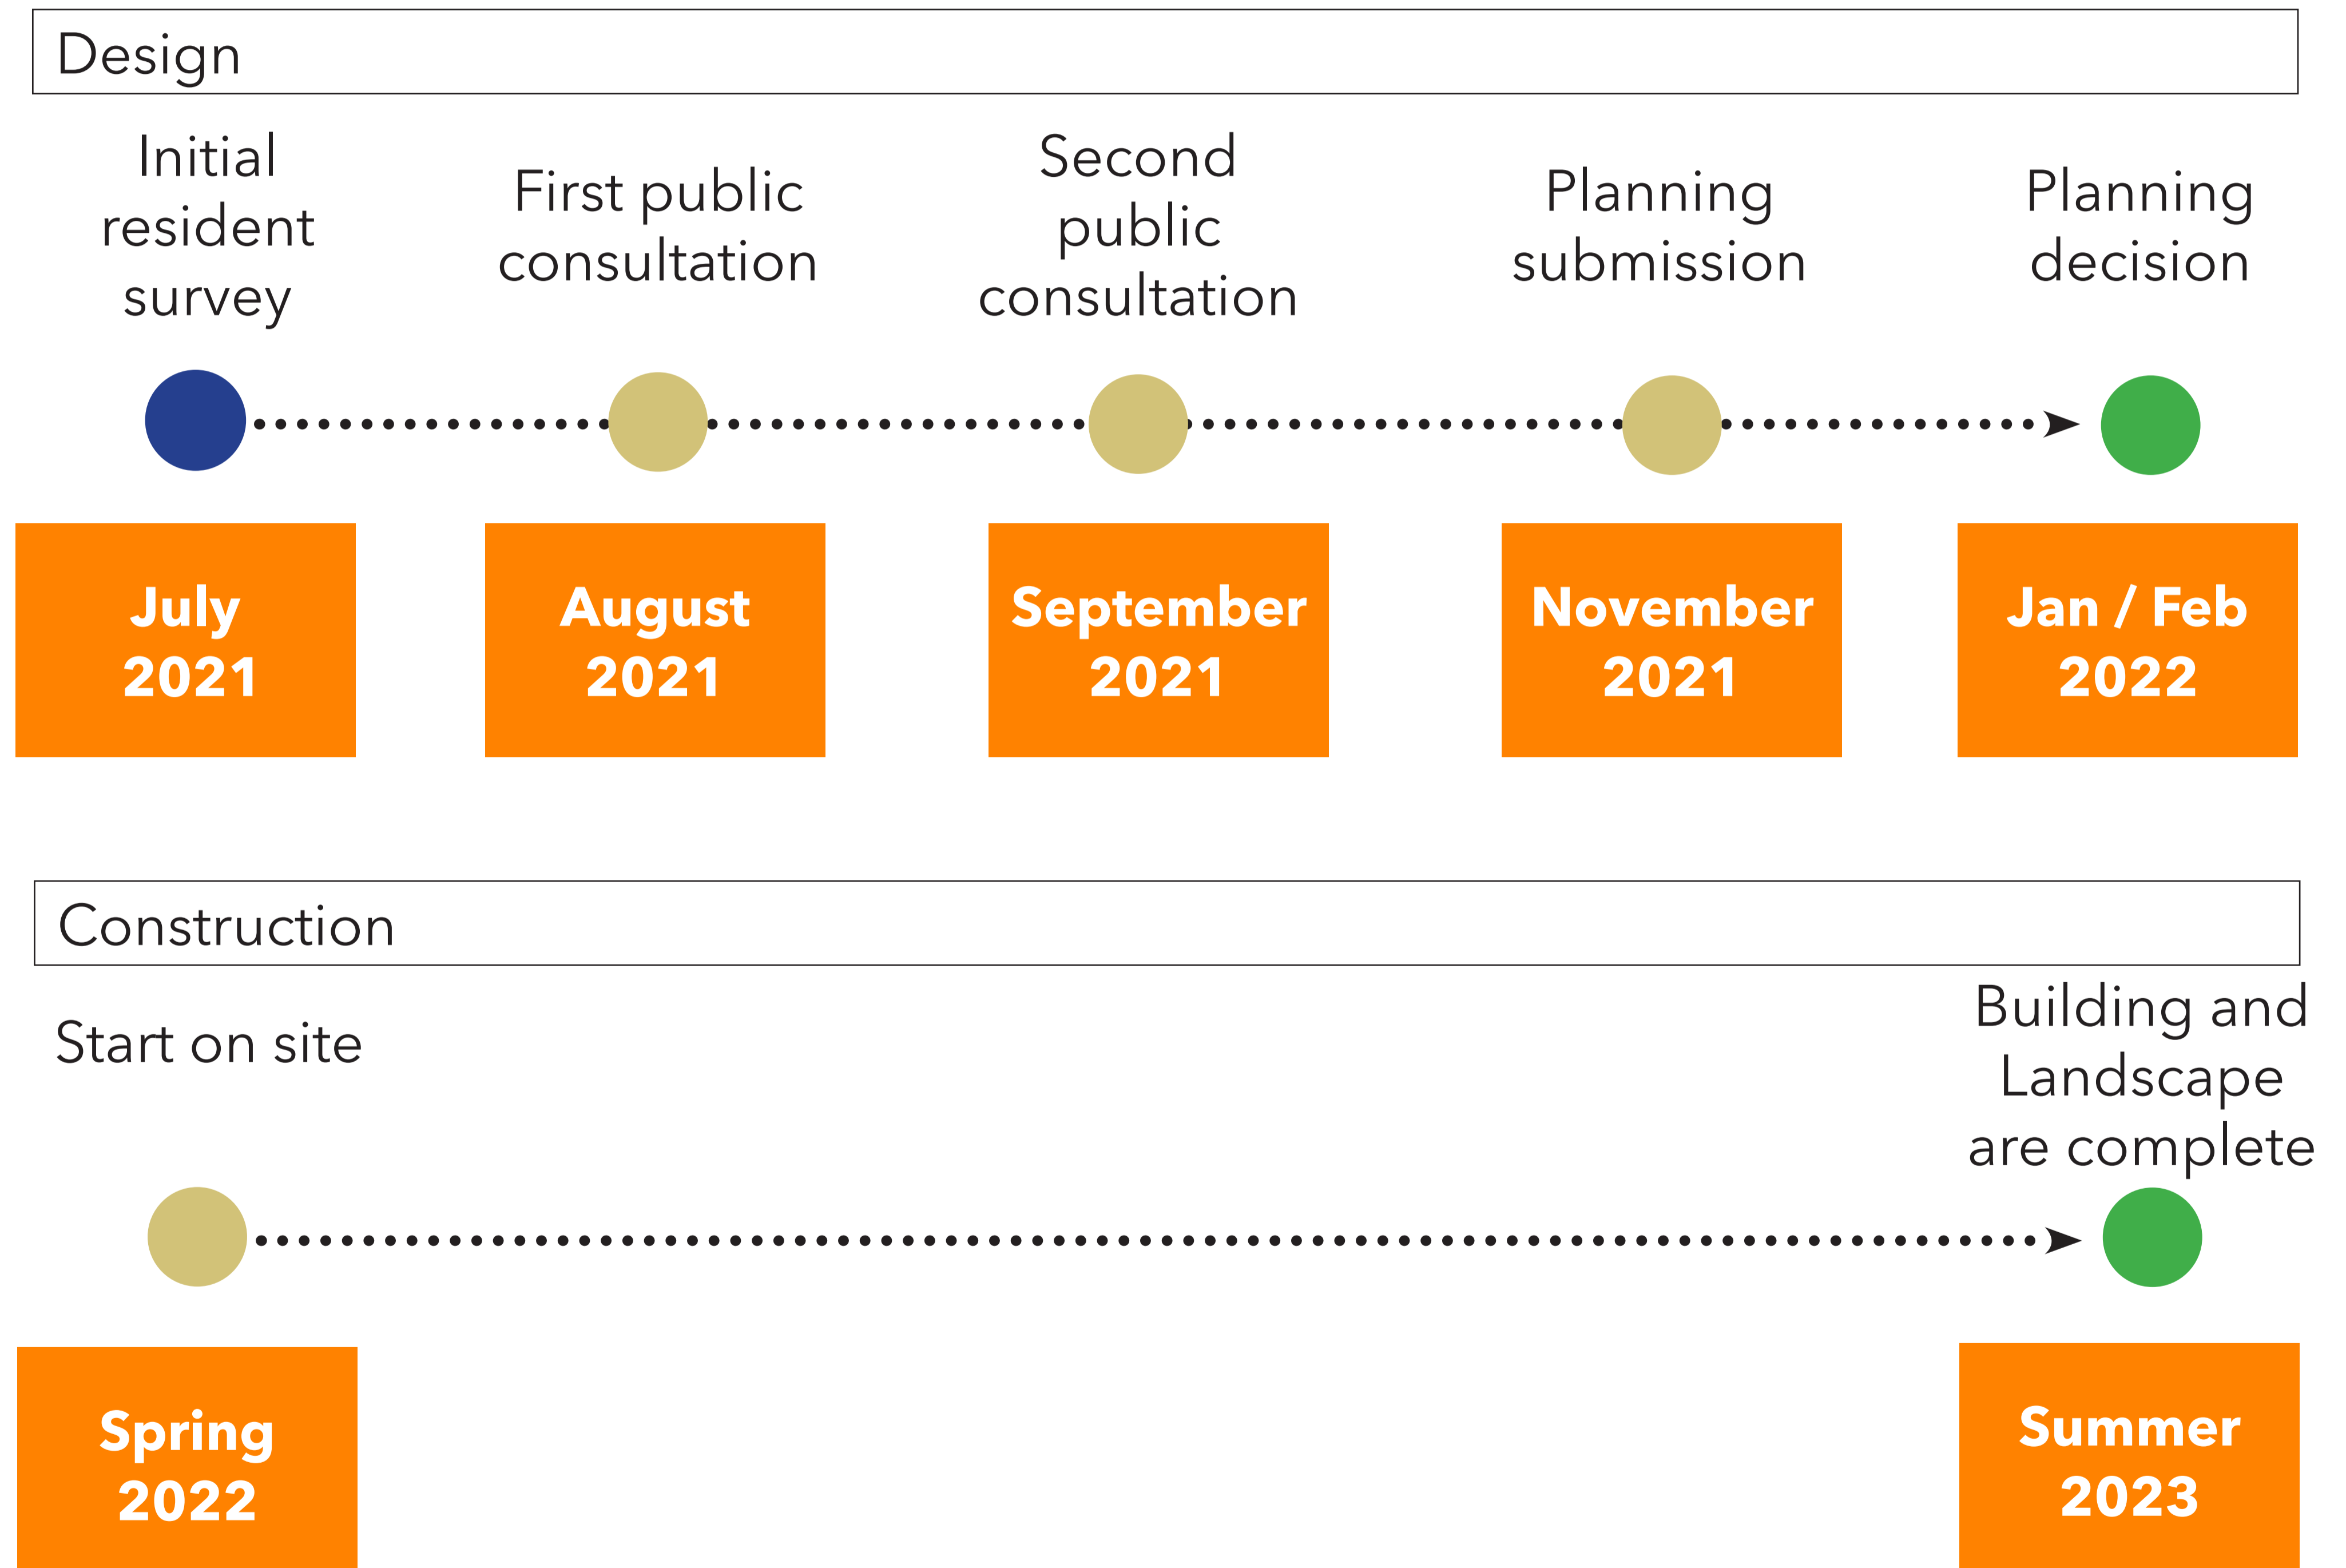 Design
Initial
resident
survey
First public
consultation
Second
public
consultation
Planning
submission
Planning
decision
July
2021
August
2021
September
2021
November
2021
Jan / Feb
2022
Construction
Start on site
Building and
Landscape
are complete
Spring
2022
Summer
2023